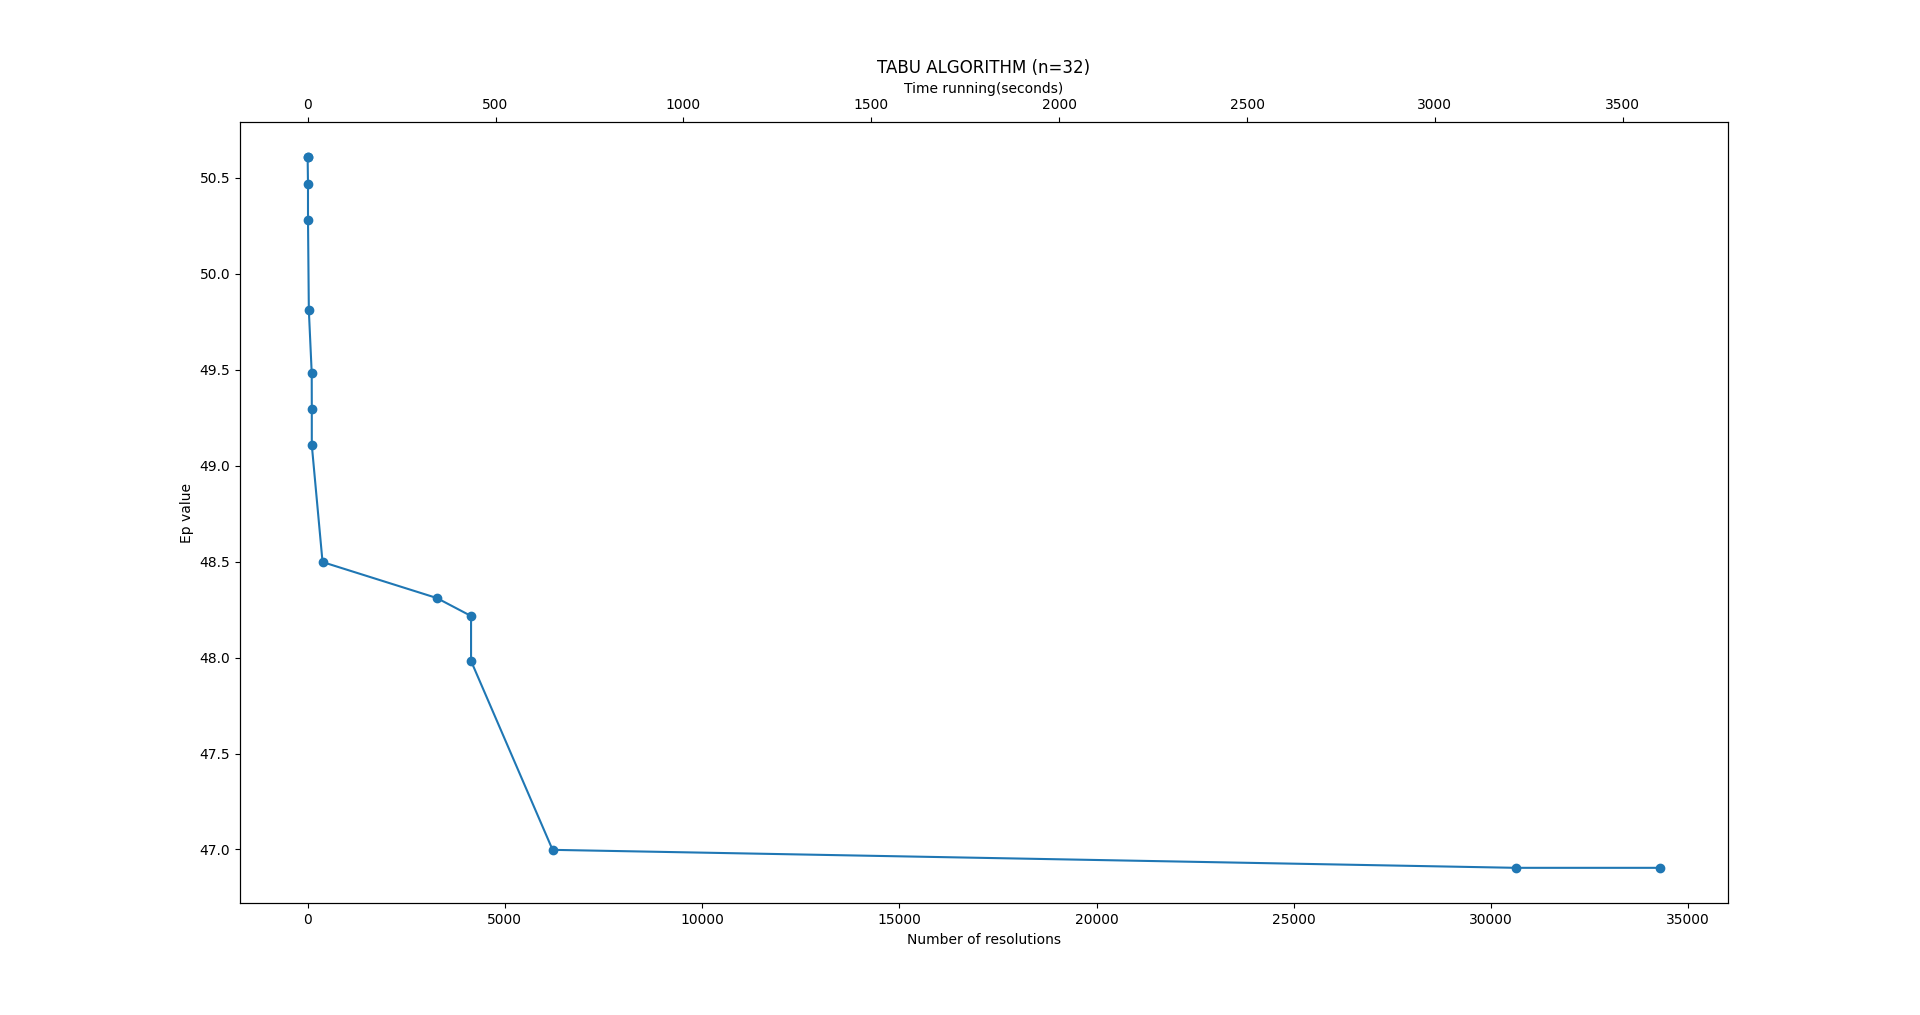 TABU ALGORITHM (n=32)
Time running(seconds)
0 500 1000 1500 2000 2500 3000 3500
50.5
50.0
49.5
49.0
48.5
48.0
47.5
47.0
Ep value
0 5000 10000 15000 20000 25000 30000 35000
Number of resolutions